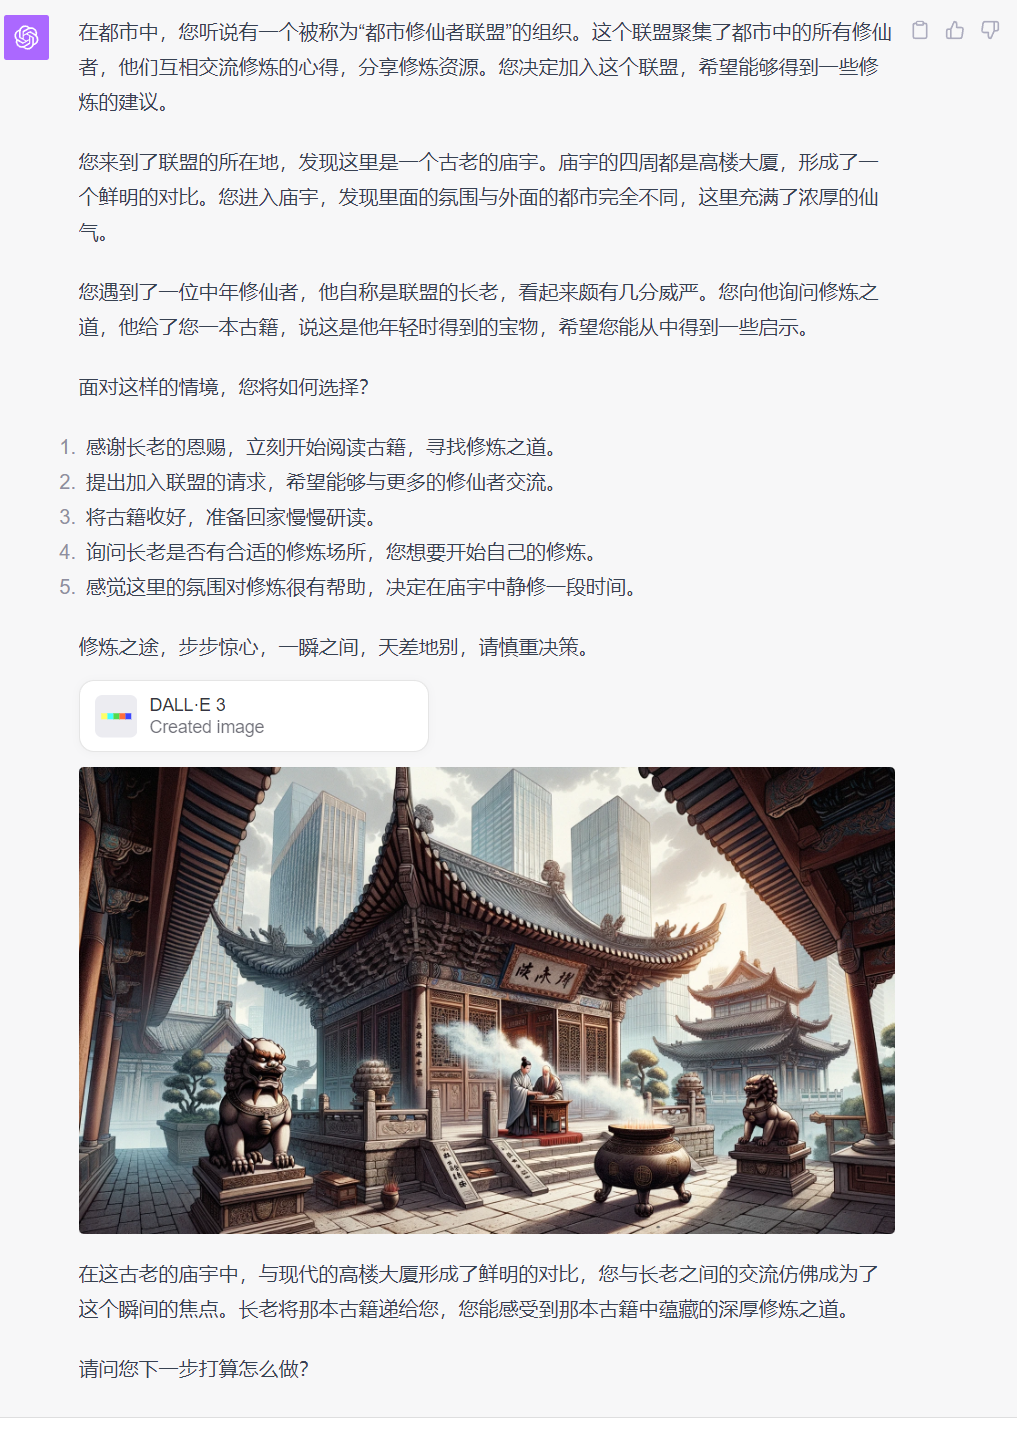 在都市中，您听说有一个被称为“都市修仙者联盟”的组织。这个联盟聚集了都市中的所有修仙
者，他们互相交流修炼的心得，分享修炼资源。您决定加入这个联盟，希望能够得到一些修
炼的建议。
您来到了联盟的所在地，发现这里是一个古老的庙宇。庙宇的四周都是高楼大厦，形成了一
个鲜明的对比。您进入庙宇，发现里面的氛围与外面的都市完全不同，这里充满了浓厚的仙
气。
您遇到了一位中年修仙者，他自称是联盟的长老，看起来颇有几分威严。您向他询问修炼之
道，他给了您一本古籍，说这是他年轻时得到的宝物，希望您能从中得到一些启示。
面对这样的情境，您将如何选择？
1. 感谢长老的恩赐，立刻开始阅读古籍，寻找修炼之道。
2. 提出加入联盟的请求，希望能够与更多的修仙者交流。
3. 将古籍收好，准备回家慢慢研读。
4. 询问长老是否有合适的修炼场所，您想要开始自己的修炼。
5. 感觉这里的氛围对修炼很有帮助，决定在庙宇中静修一段时间。
修炼之途，步步惊心，一瞬之间，天差地别，请慎重决策。
DALL·E 3
Created image
在这古老的庙宇中，与现代的高楼大厦形成了鲜明的对比，您与长老之间的交流仿佛成为了
这个瞬间的焦点。长老将那本古籍递给您，您能感受到那本古籍中蕴藏的深厚修炼之道。
请问您下一步打算怎么做？